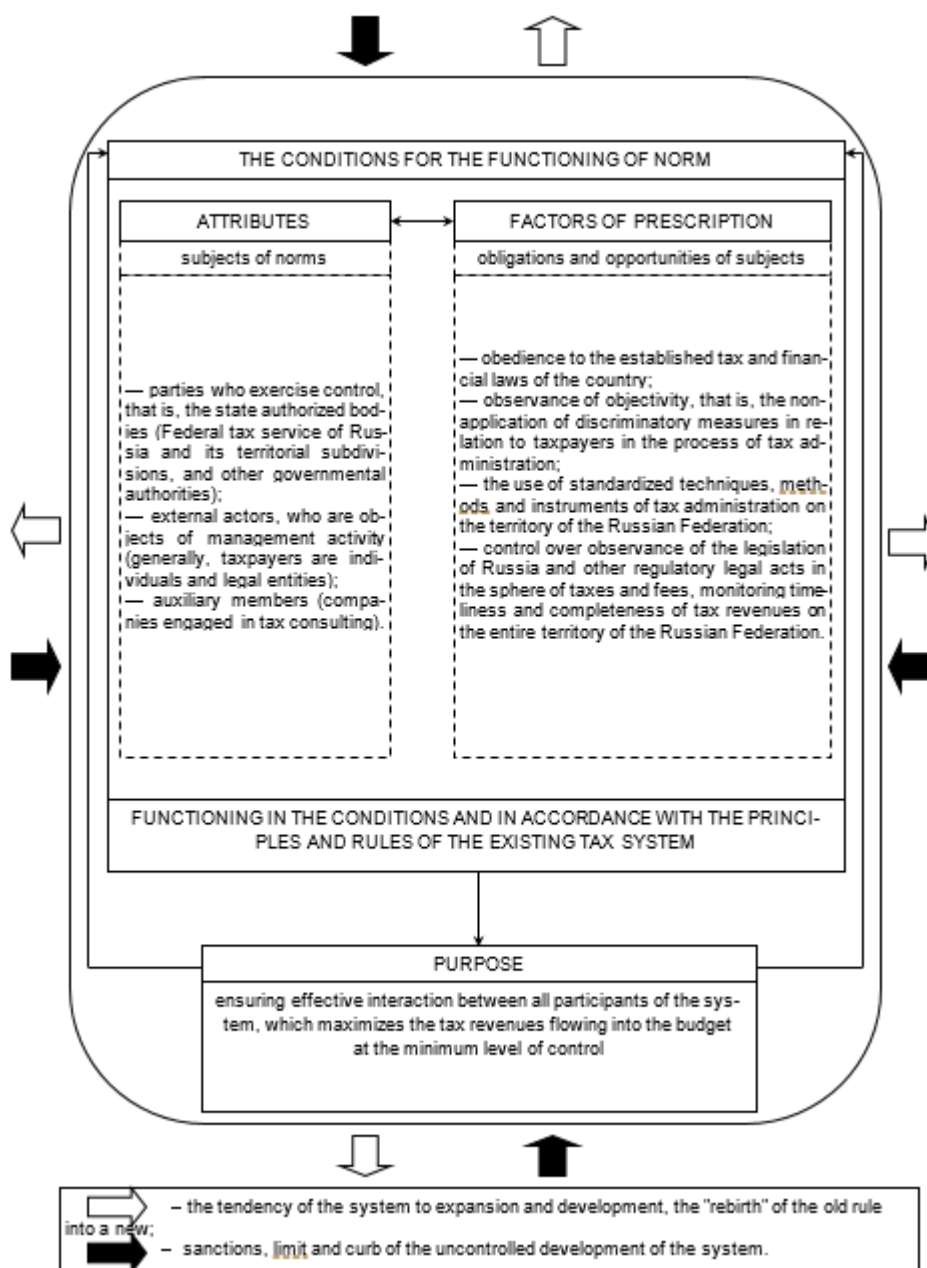 THE CONDITIONS FOR THE FUNCTIONING OF NORM
ATTRIBUTES
subjects of norms
— parties who exercise control,
that is, the state authorized bod-
ies (Federal tax service of Rus-
sia and its territorial subdivi-
sions, and other governmental
authorities);
— external actors, who are ob-
jects of management activity
(generally, taxpayers are indi-
viduals and legal entities);
— auxiliary members (compa-
nies engaged in tax consulting).
FACTORS OF PRESCRIPTION
obligations and opportunities of subjects
— obedience to the established tax and finan-
cial laws of the country;
— observance of objectivity, that is, the non-
application of discriminatory measures in re-
lation to taxpayers in the process of tax ad-
ministration;
— the use of standardized techniques, meth-
ods and instruments of tax administration on
the territory of the Russian Federation;
— control over observance of the legislation
of Russia and other regulatory legal acts in
the sphere of taxes and fees, monitoring time-
liness and completeness of tax revenues on
the entire territory of the Russian Federation.
FUNCTIONING IN THE CONDITIONS AND IN ACCORDANCE WITH THE PRINCI-
PLES AND RULES OF THE EXISTING TAX SYSTEM
PURPOSE
ensuring effective interaction between all participants of the sys-
tem, which maximizes the tax revenues flowing into the budget
at the minimum level of control
– the tendency of the system to expansion and development, the "rebirth" of the old rule
into a new;
– sanctions, limit and curb of the uncontrolled development of the system.